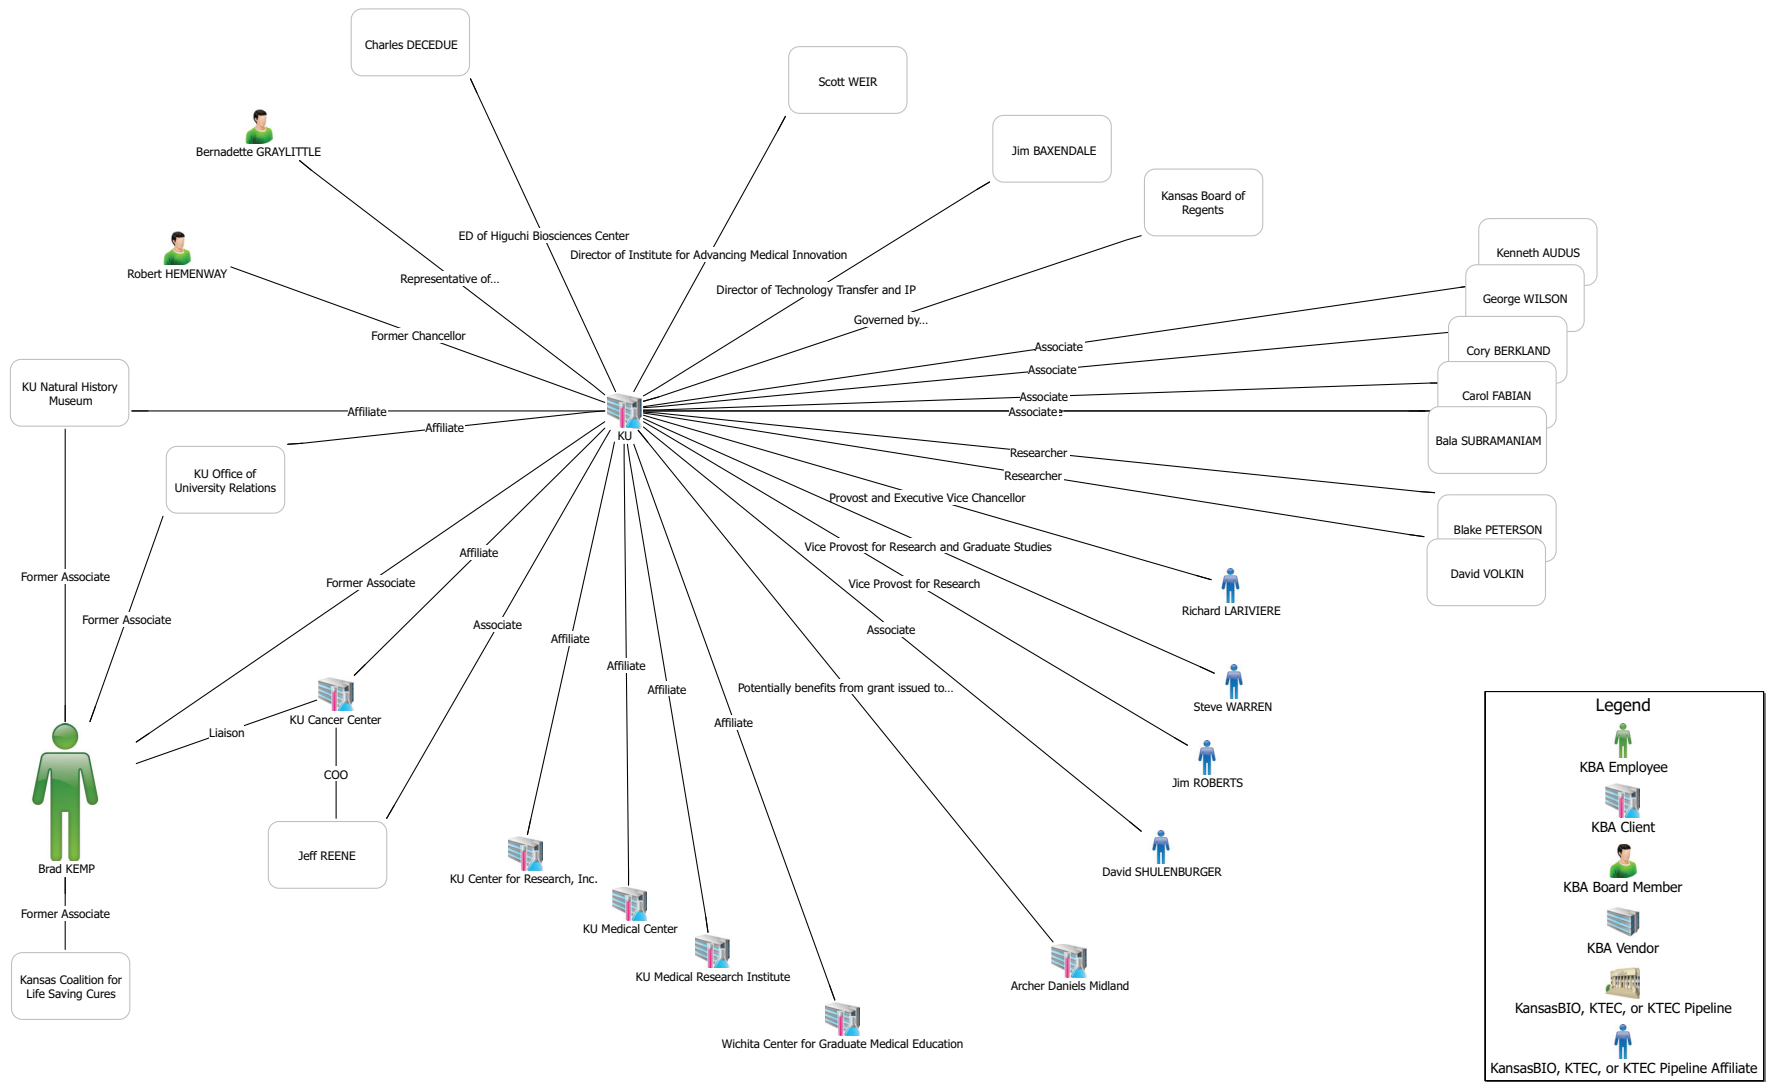 Charles DECEDUE
Scott WEIR
Bernadette GRAYLITTLE
Jim BAXENDALE
Kansas Board of
Regents
Robert HEMENWAY
ED of Higuchi Biosciences Center
Director of Institute for Advancing Medical Innovation
Kenneth AUDUS
Representative of...
Director of Technology Transfer and IP
George WILSON
Former Chancellor
Governed by...
Associate
Cory BERKLAND
Associate
KU Natural History
Museum
Associate
Carol FABIAN
Affiliate
Associate
Affiliate
KU
Bala SUBRAMANIAM
Researcher
KU Office of
University Relations
Researcher
Provost and Executive Vice Chancellor
Blake PETERSON
Affiliate
Vice Provost for Research and Graduate Studies
David VOLKIN
Former Associate
Former Associate
Vice Provost for Research
Richard LARIVIERE
Former Associate
Associate
Affiliate
Associate
Affiliate
Affiliate
Potentially benefits from grant issued to...
Steve WARREN
KU Cancer Center
Liaison
Affiliate
COO
Jim ROBERTS
Jeff REENE
Brad KEMP
KU Center for Research, Inc.
David SHULENBURGER
Former Associate
KU Medical Center
KU Medical Research Institute
Archer Daniels Midland
Kansas Coalition for
Life Saving Cures
Wichita Center for Graduate Medical Education
Legend
KBA Employee
KBA Client
KBA Board Member
KBA Vendor
KansasBIO, KTEC, or KTEC Pipeline
KansasBIO, KTEC, or KTEC Pipeline Affiliate